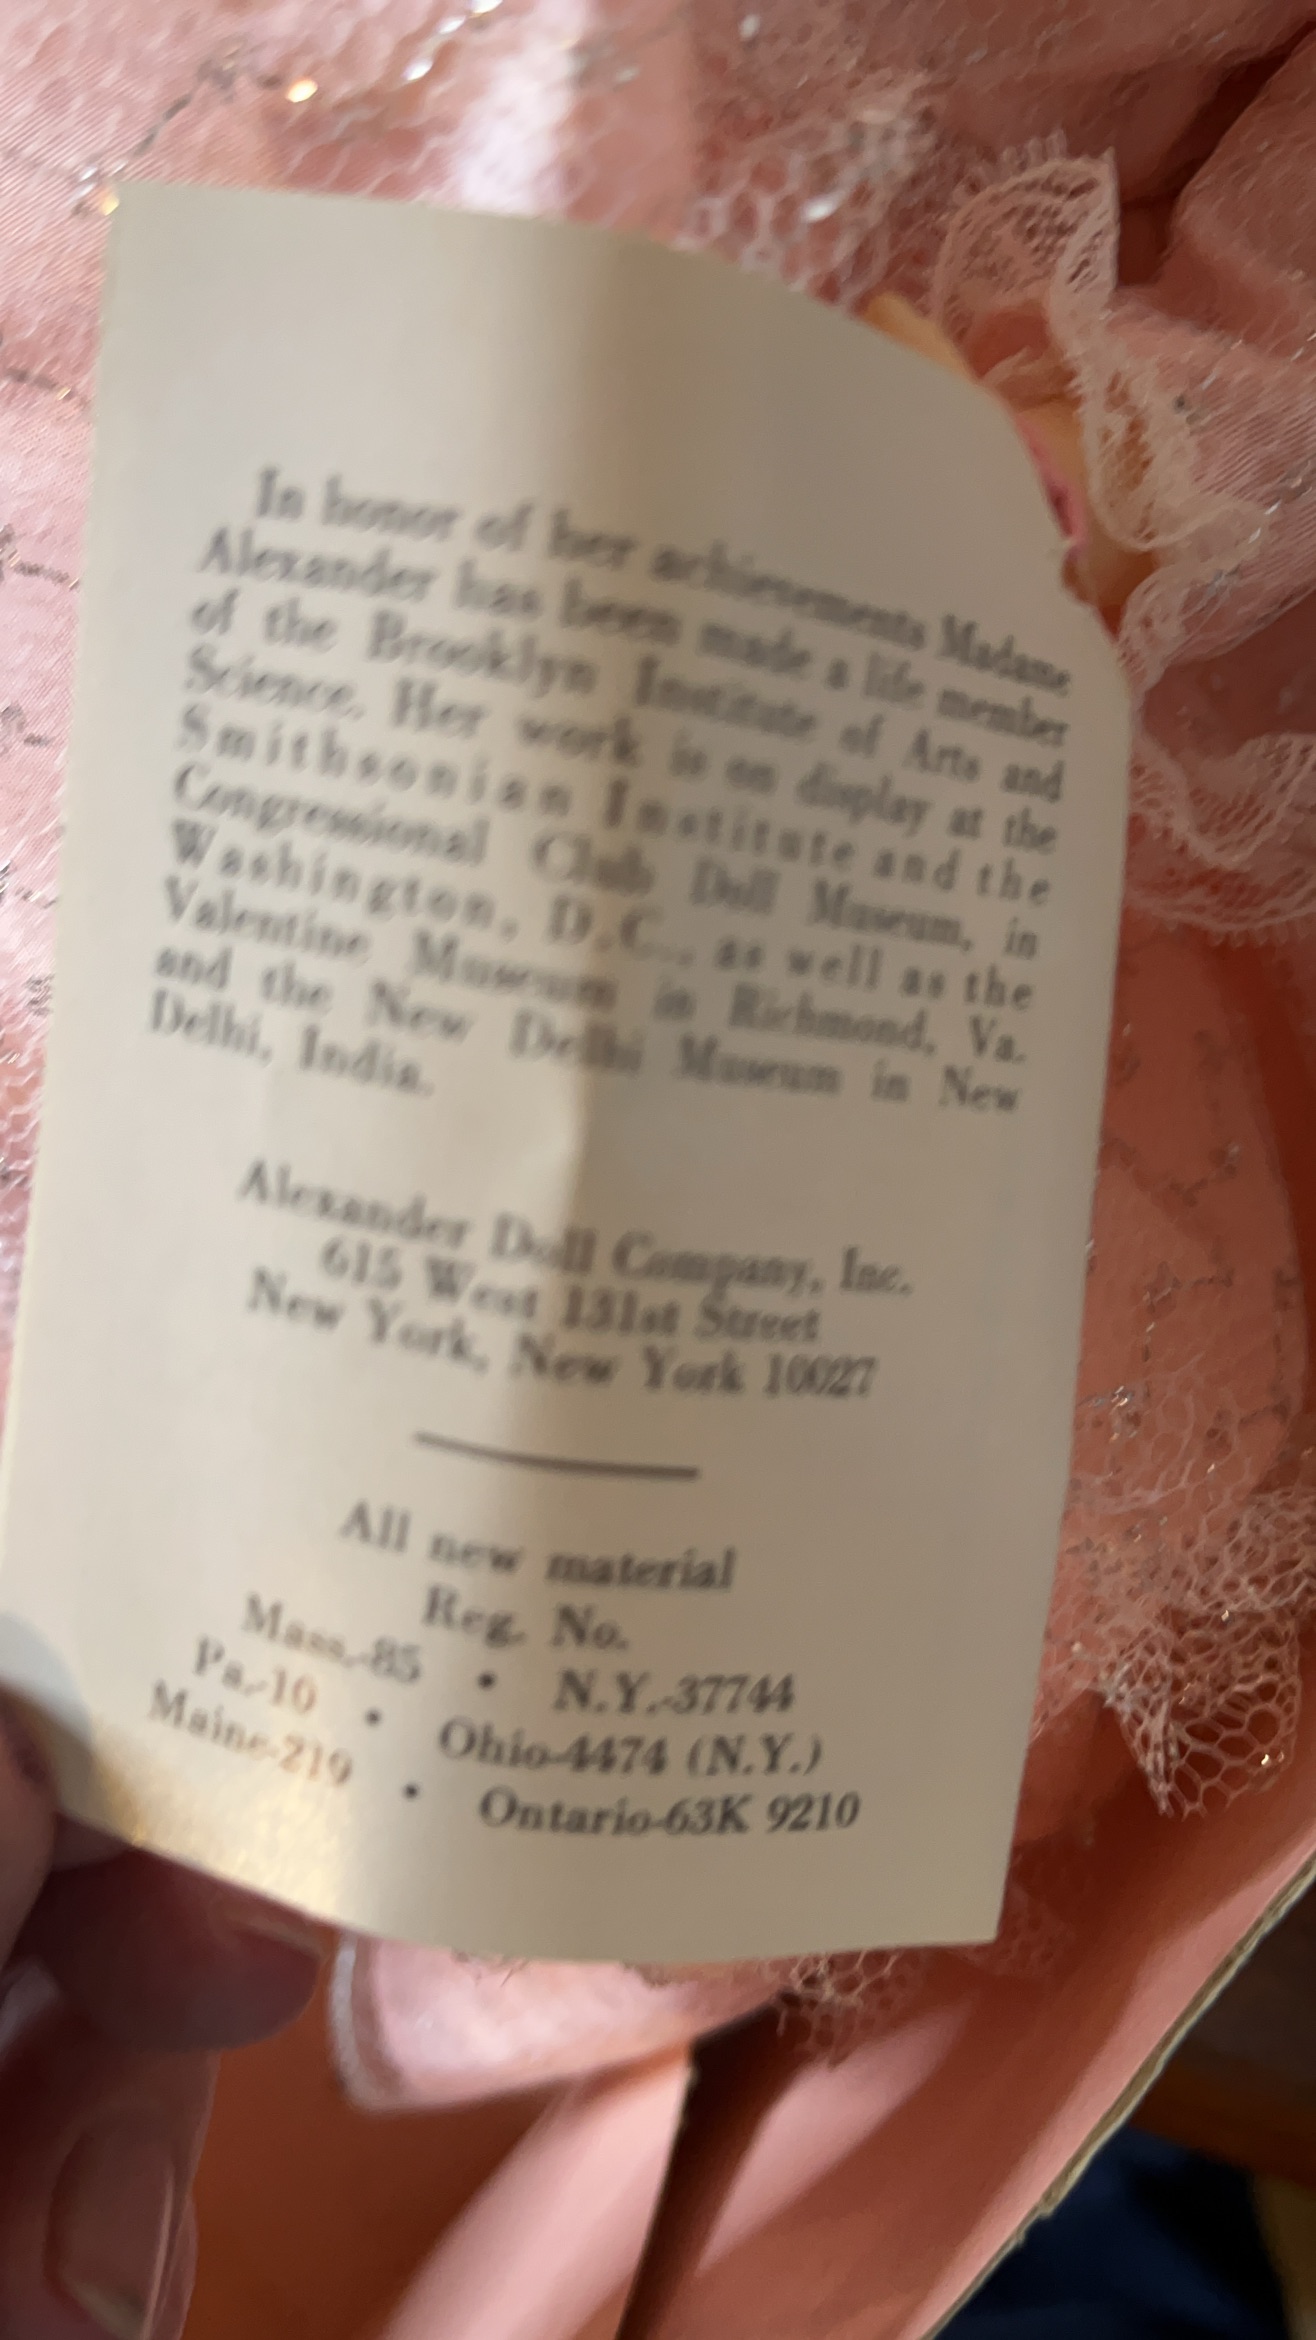 In honor of her achievements Madame
Alexander has been made a life member
of the Brooklyn Institute of Arts and
Science. Her work is on display at the
Smithsonian Institute and the
Congressional Club Doll Museum, in
Washington, D.C., as well as the
Valentine Museum in Richmond, Va.
and the New Delhi Museum in New
Delhi, India.
Alexander Doll Company, Inc.
615 West 131st Street
New York, New York 10027
All new material
Reg. No.
Mass.-85 • N.Y.-37744
Pa.-10 • Ohio-4474 (N.Y.)
Maine-219 • Ontario-63K 9210